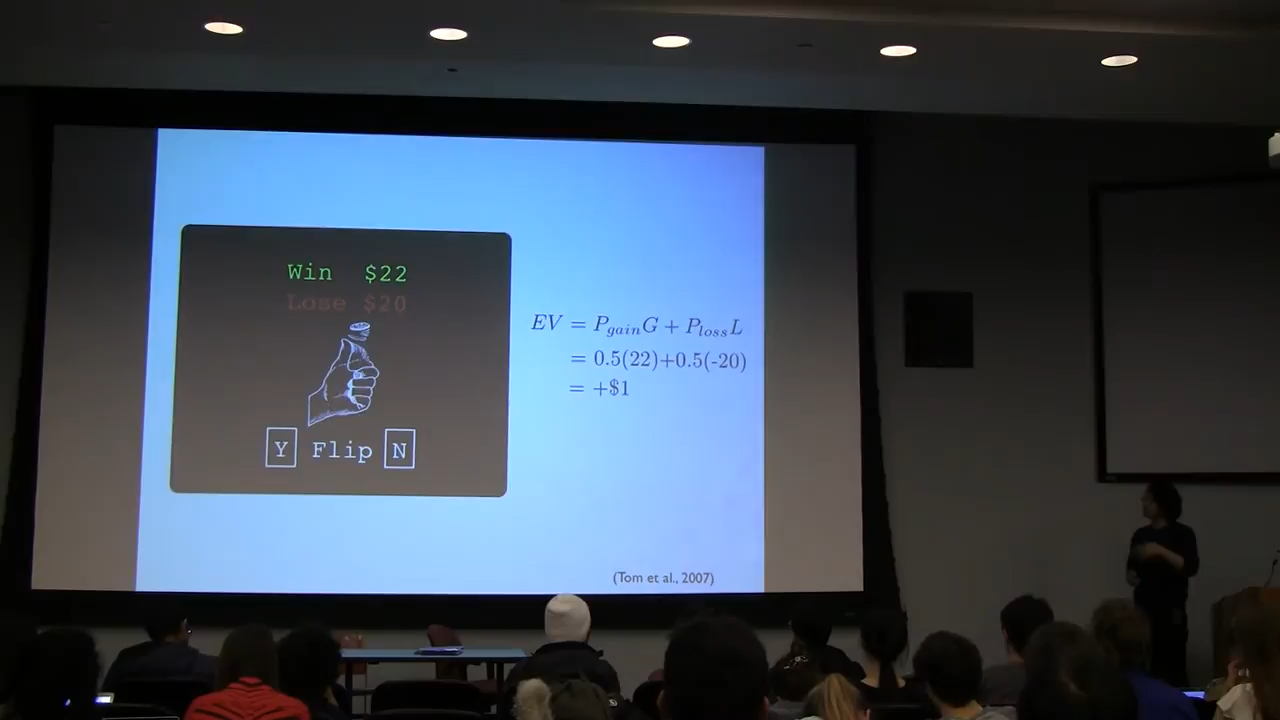 Win $22
Lose $20
Y Flip N
EV = P_gain G + P_loss L
= 0.5(22)+0.5(-20)
= +$1
(Tom et al., 2007)